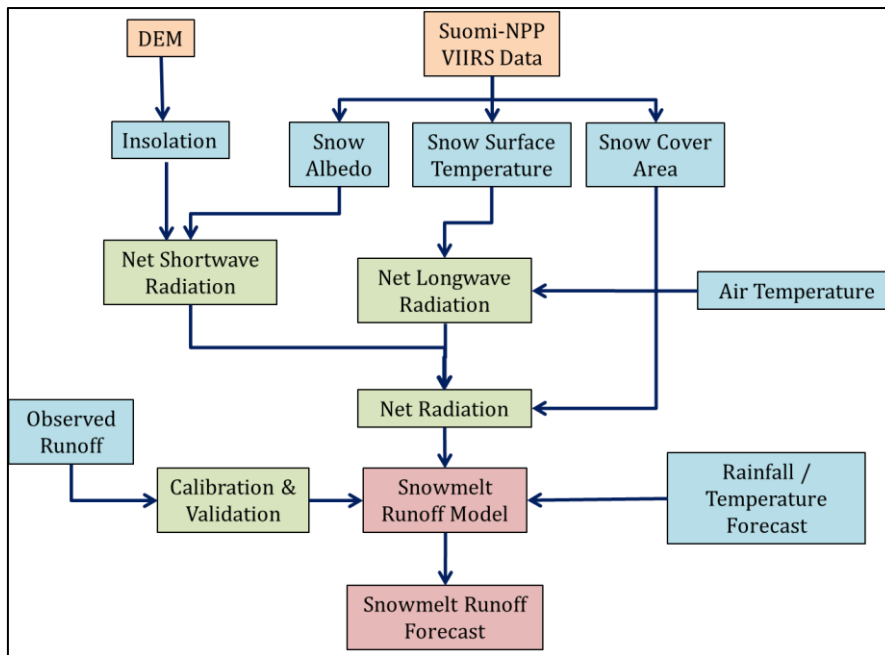 DEM
Suomi-NPP
VIIRS Data
Insolation
Snow
Albedo
Snow Surface
Temperature
Snow Cover
Area
Net Shortwave
Radiation
Net Longwave
Radiation
Air Temperature
Net Radiation
Observed
Runoff
Calibration &
Validation
Snowmelt
Runoff Model
Rainfall /
Temperature
Forecast
Snowmelt Runoff
Forecast